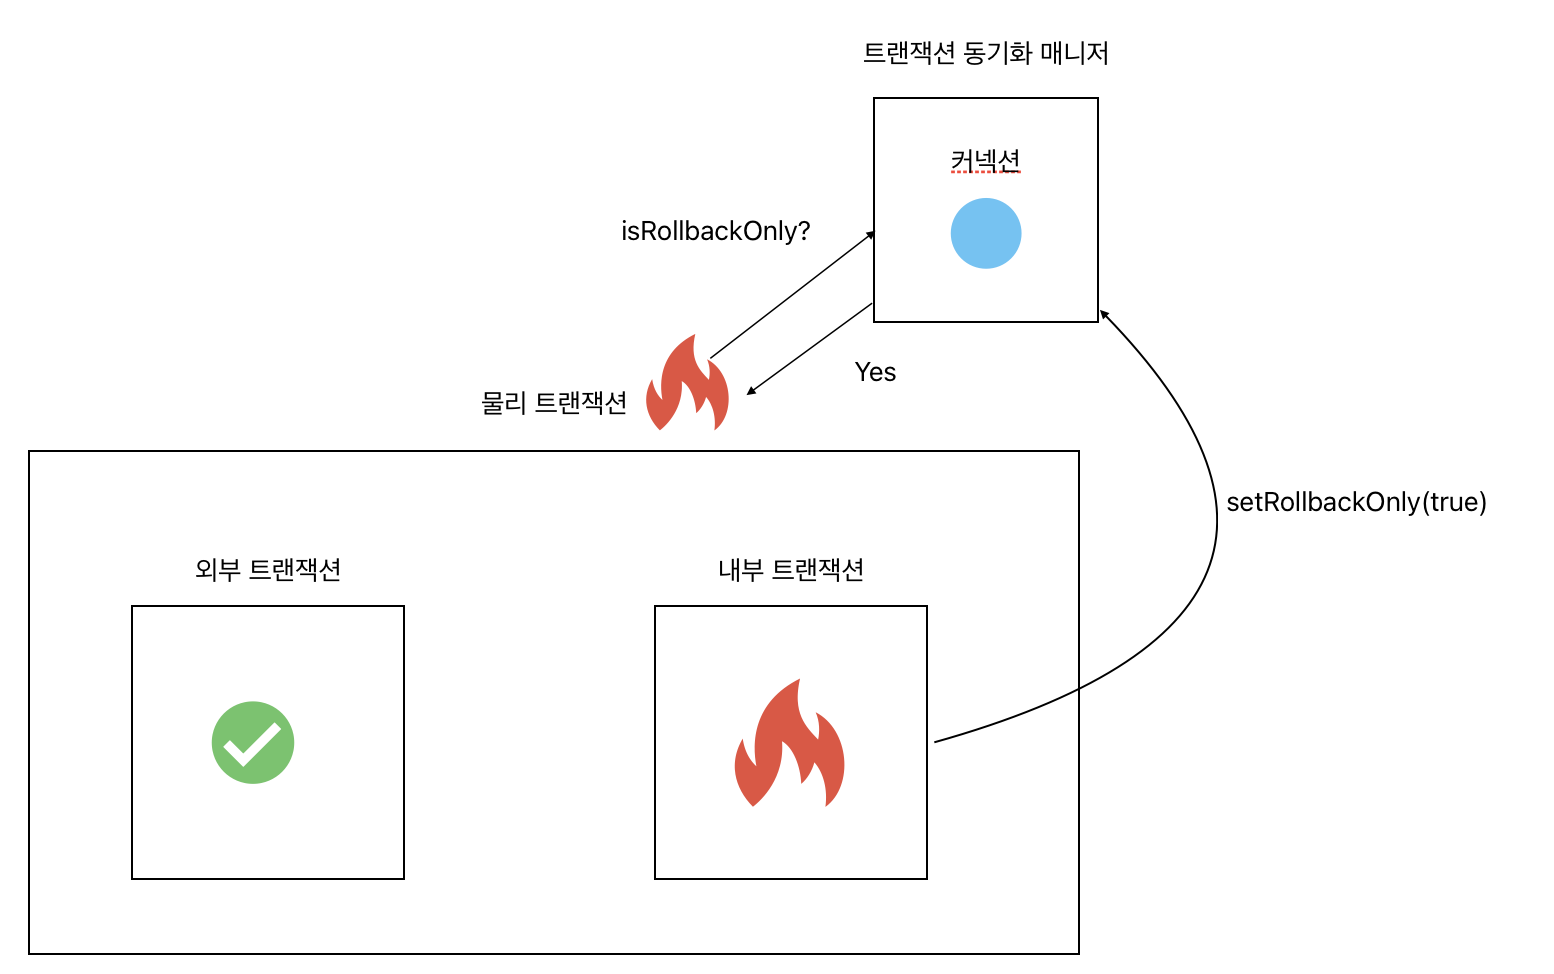 트랜잭션 동기화 매니저
커넥션
isRollbackOnly?
Yes
물리 트랜잭션
setRollbackOnly(true)
외부 트랜잭션
내부 트랜잭션